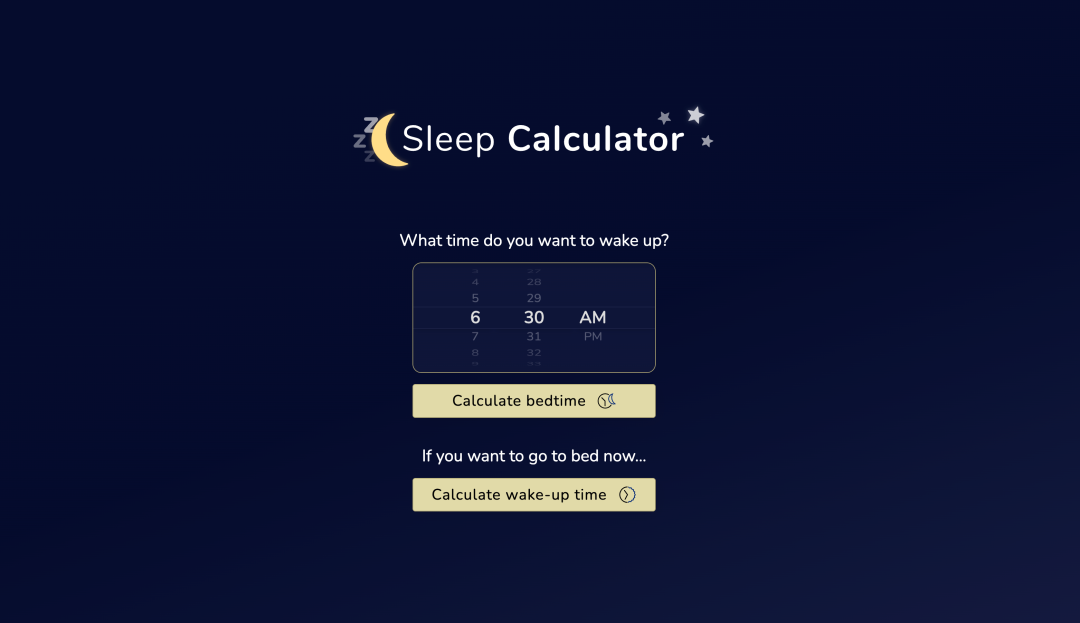 z
z
z
Sleep Calculator
What time do you want to wake up?
4 28
5 29
6 30 AM
7 31 PM
8 32
Calculate bedtime
If you want to go to bed now...
Calculate wake-up time